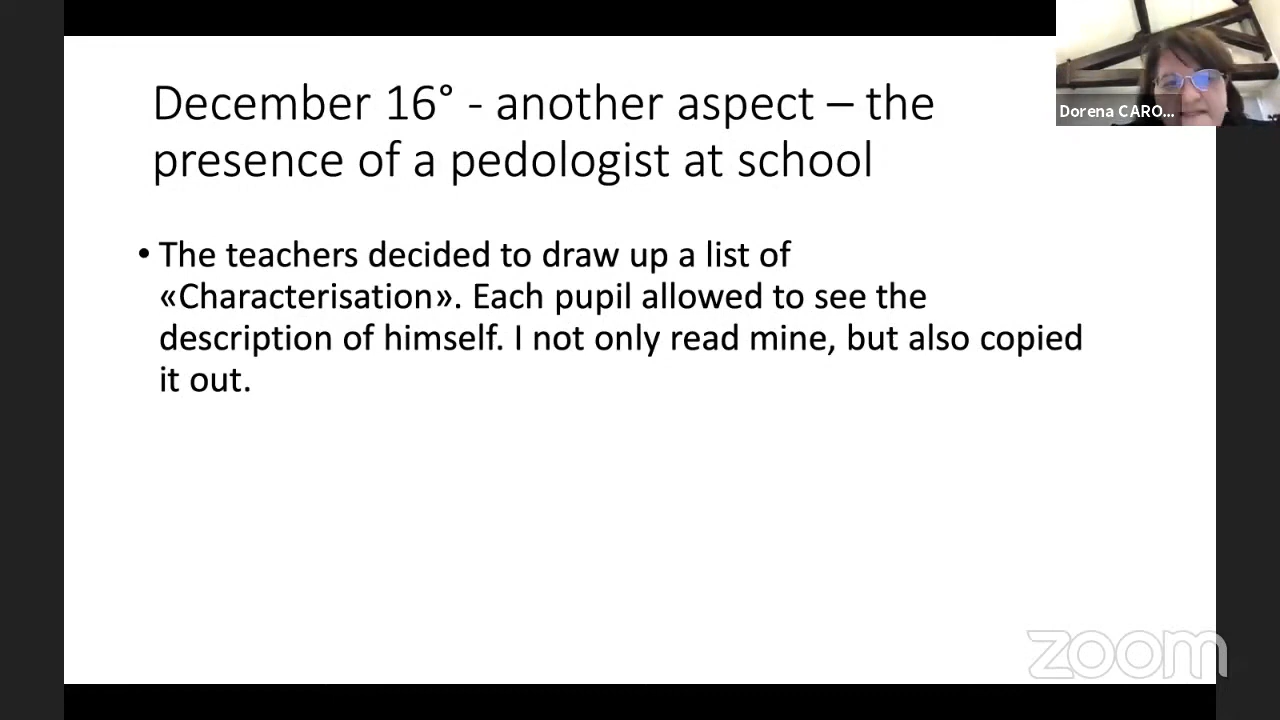 December 16° - another aspect – the
presence of a pedologist at school
Dorena CARO...
• The teachers decided to draw up a list of
«Characterisation». Each pupil allowed to see the
description of himself. I not only read mine, but also copied
it out.
zoom